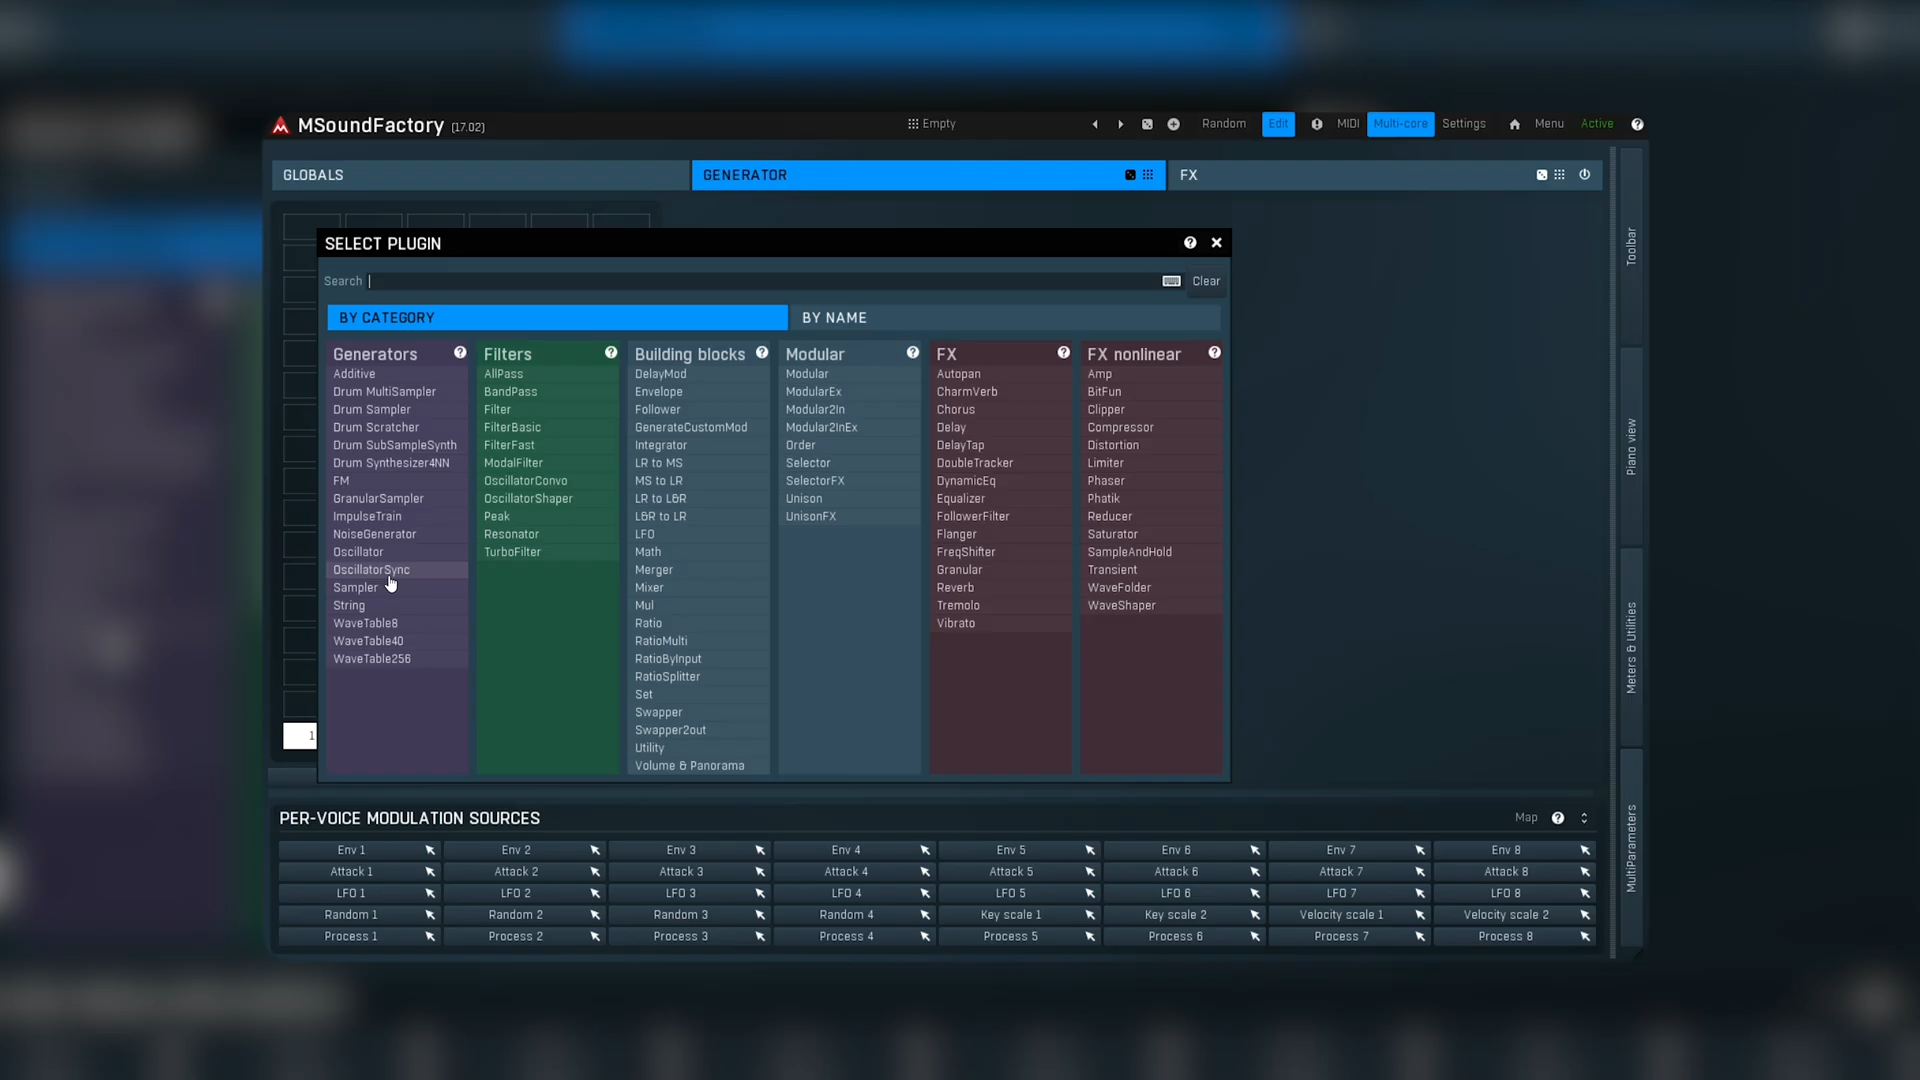 MSoundFactory (17.02)
Empty
Random
Edit
MIDI
Multi-core
Settings
Menu
Active
GLOBALS
GENERATOR
FX
SELECT PLUGIN
Search
Clear
BY CATEGORY
BY NAME
Generators
Additive
Drum MultiSampler
Drum Sampler
Drum Scratcher
Drum SubSampleSynth
Drum Synthesizer4NN
FM
GranularSampler
ImpulseTrain
NoiseGenerator
Oscillator
OscillatorSync
Sampler
String
WaveTable8
WaveTable40
WaveTable256
Filters
AllPass
BandPass
Filter
FilterBasic
FilterFast
ModalFilter
OscillatorConvo
OscillatorShaper
Peak
Resonator
TurboFilter
Building blocks
DelayMod
Envelope
Follower
GenerateCustomMod
Integrator
LR to MS
MS to LR
LR to L&R
L&R to LR
LFO
Math
Merger
Mixer
Mul
Ratio
RatioMulti
RatioByInput
RatioSplitter
Set
Swapper
Swapper2out
Utility
Volume & Panorama
Modular
Modular
ModularEx
Modular2In
Modular2InEx
Order
Selector
SelectorFX
Unison
UnisonFX
FX
Autopan
CharmVerb
Chorus
Delay
DelayTap
DoubleTracker
DynamicEq
Equalizer
FollowerFilter
Flanger
FreqShifter
Granular
Reverb
Tremolo
Vibrato
FX nonlinear
Amp
BitFun
Clipper
Compressor
Distortion
Limiter
Phaser
Phatik
Reducer
Saturator
SampleAndHold
Transient
WaveFolder
WaveShaper
1
Toolbar
Piano view
Meters & Utilities
MultiParameters
PER-VOICE MODULATION SOURCES
Map
Env 1 Env 2 Env 3 Env 4 Env 5 Env 6 Env 7 Env 8
Attack 1 Attack 2 Attack 3 Attack 4 Attack 5 Attack 6 Attack 7 Attack 8
LFO 1 LFO 2 LFO 3 LFO 4 LFO 5 LFO 6 LFO 7 LFO 8
Random 1 Random 2 Random 3 Random 4 Key scale 1 Key scale 2 Velocity scale 1 Velocity scale 2
Process 1 Process 2 Process 3 Process 4 Process 5 Process 6 Process 7 Process 8